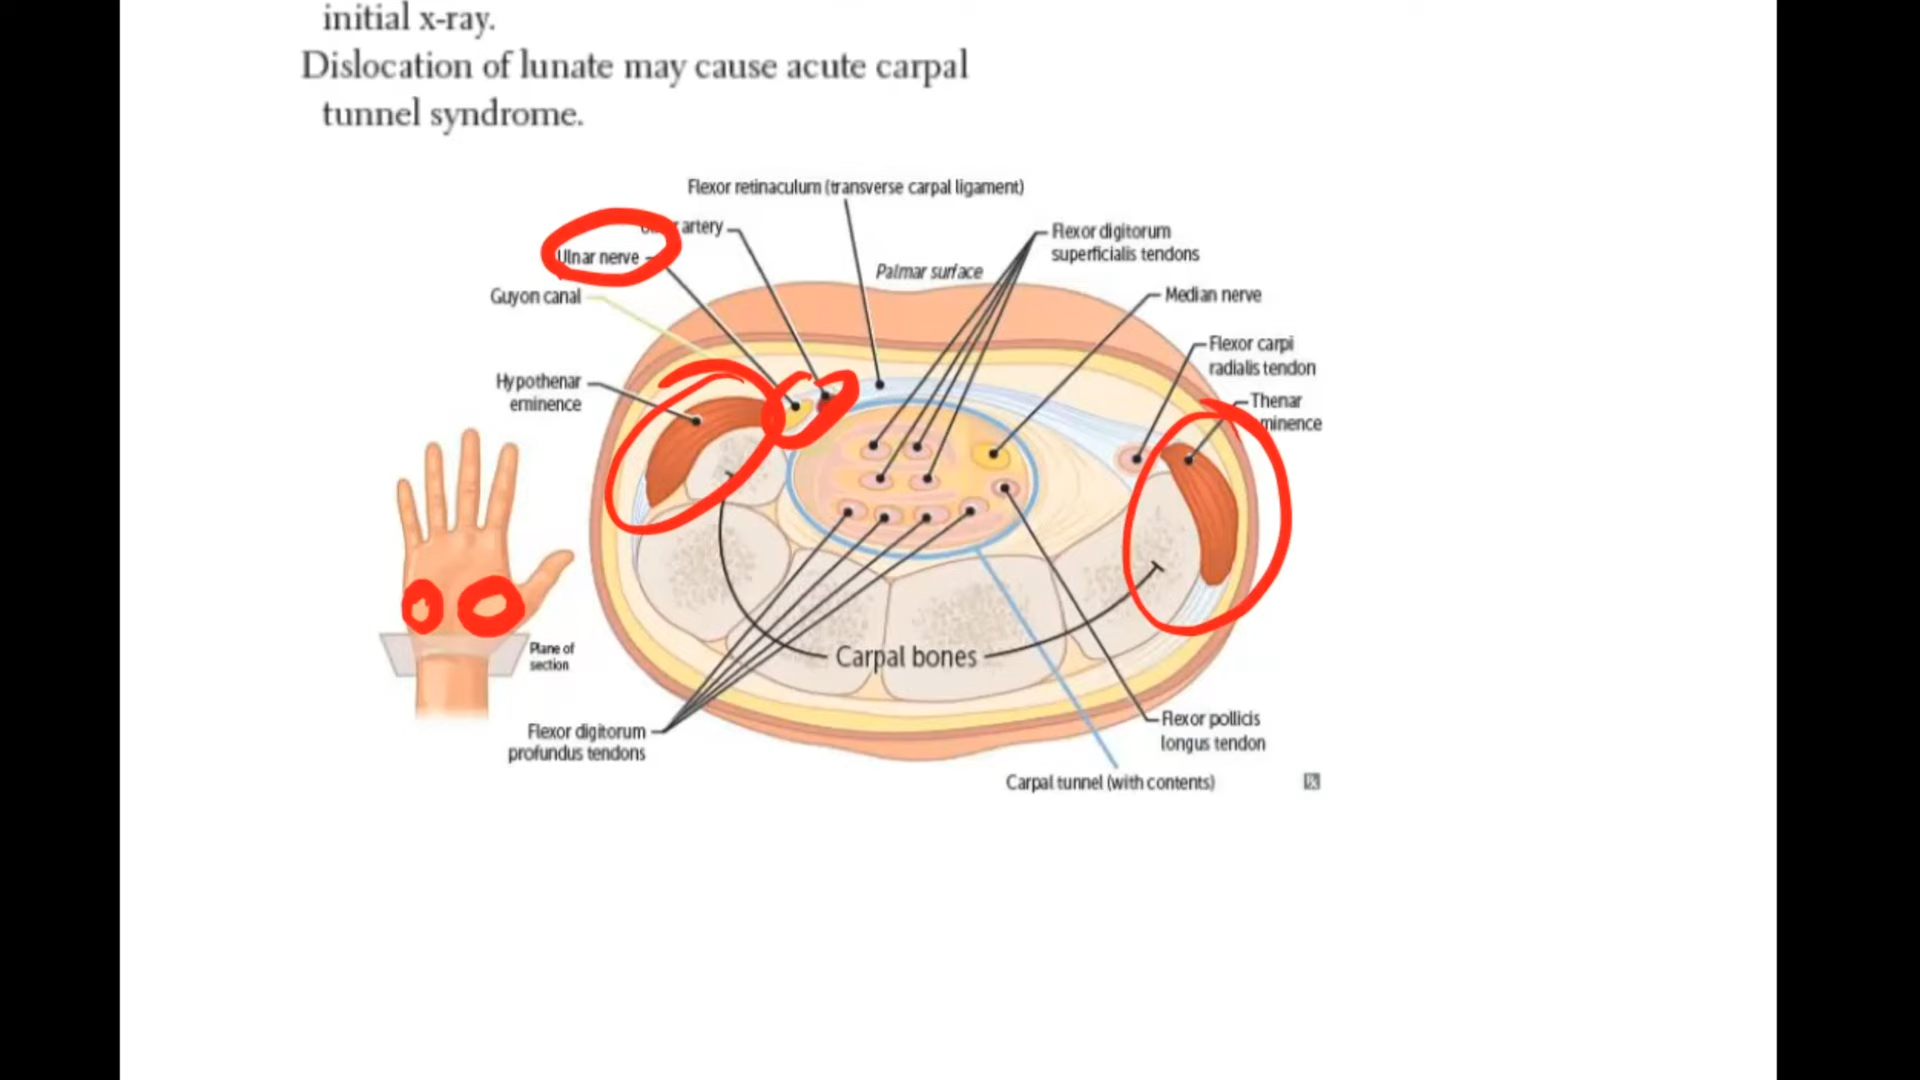 initial x-ray.
Dislocation of lunate may cause acute carpal
tunnel syndrome.
Flexor retinaculum (transverse carpal ligament)
artery
Ulnar nerve
Guyon canal
Hypothenar
eminence
Palmar surface
Flexor digitorum
superficialis tendons
Median nerve
Flexor carpi
radialis tendon
Thenar
Plane of
section
Carpal bones
Flexor digitorum
profundus tendons
Flexor pollicis
longus tendon
Carpal tunnel (with contents)